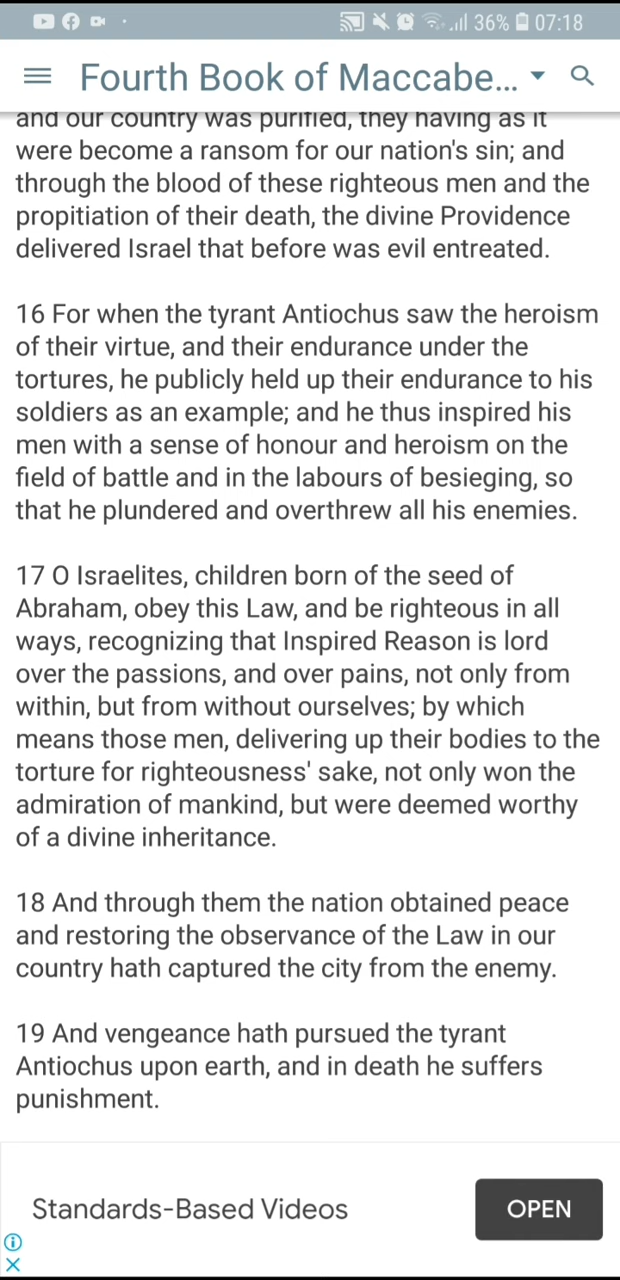 36% 07:18
Fourth Book of Maccabe...
and our country was purified, they having as it
were become a ransom for our nation's sin; and
through the blood of these righteous men and the
propitiation of their death, the divine Providence
delivered Israel that before was evil entreated.
16 For when the tyrant Antiochus saw the heroism
of their virtue, and their endurance under the
tortures, he publicly held up their endurance to his
soldiers as an example; and he thus inspired his
men with a sense of honour and heroism on the
field of battle and in the labours of besieging, so
that he plundered and overthrew all his enemies.
17 O Israelites, children born of the seed of
Abraham, obey this Law, and be righteous in all
ways, recognizing that Inspired Reason is lord
over the passions, and over pains, not only from
within, but from without ourselves; by which
means those men, delivering up their bodies to the
torture for righteousness' sake, not only won the
admiration of mankind, but were deemed worthy
of a divine inheritance.
18 And through them the nation obtained peace
and restoring the observance of the Law in our
country hath captured the city from the enemy.
19 And vengeance hath pursued the tyrant
Antiochus upon earth, and in death he suffers
punishment.
Standards-Based Videos
OPEN